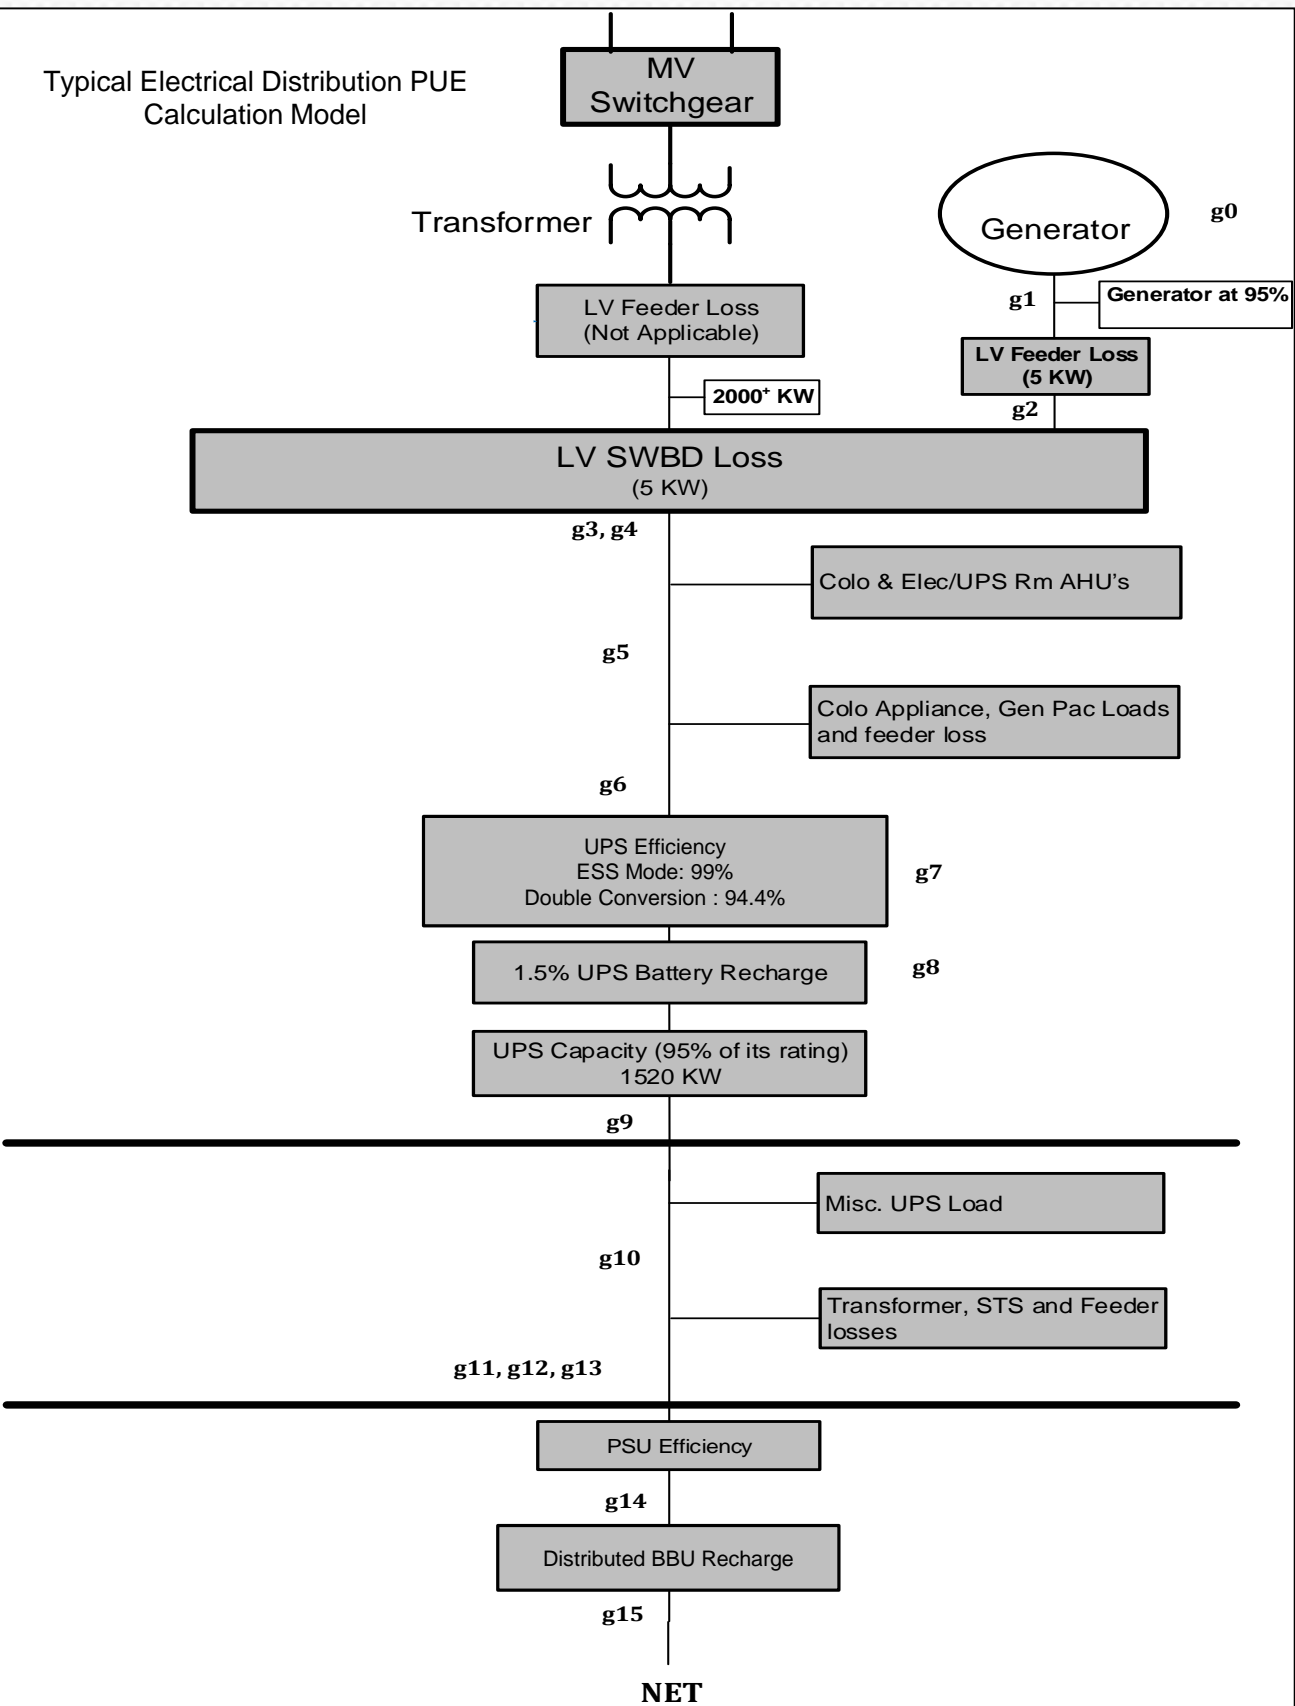 Typical Electrical Distribution PUE
Calculation Model
MV
Switchgear
Transformer
Generator
g0
g1
Generator at 95%
LV Feeder Loss
(Not Applicable)
LV Feeder Loss
(5 KW)
2000⁺ KW
g2
LV SWBD Loss
(5 KW)
g3, g4
Colo & Elec/UPS Rm AHU's
g5
Colo Appliance, Gen Pac Loads
and feeder loss
g6
UPS Efficiency
ESS Mode: 99%
Double Conversion : 94.4%
g7
1.5% UPS Battery Recharge
g8
UPS Capacity (95% of its rating)
1520 KW
g9
Misc. UPS Load
g10
Transformer, STS and Feeder
losses
g11, g12, g13
PSU Efficiency
g14
Distributed BBU Recharge
g15
NET